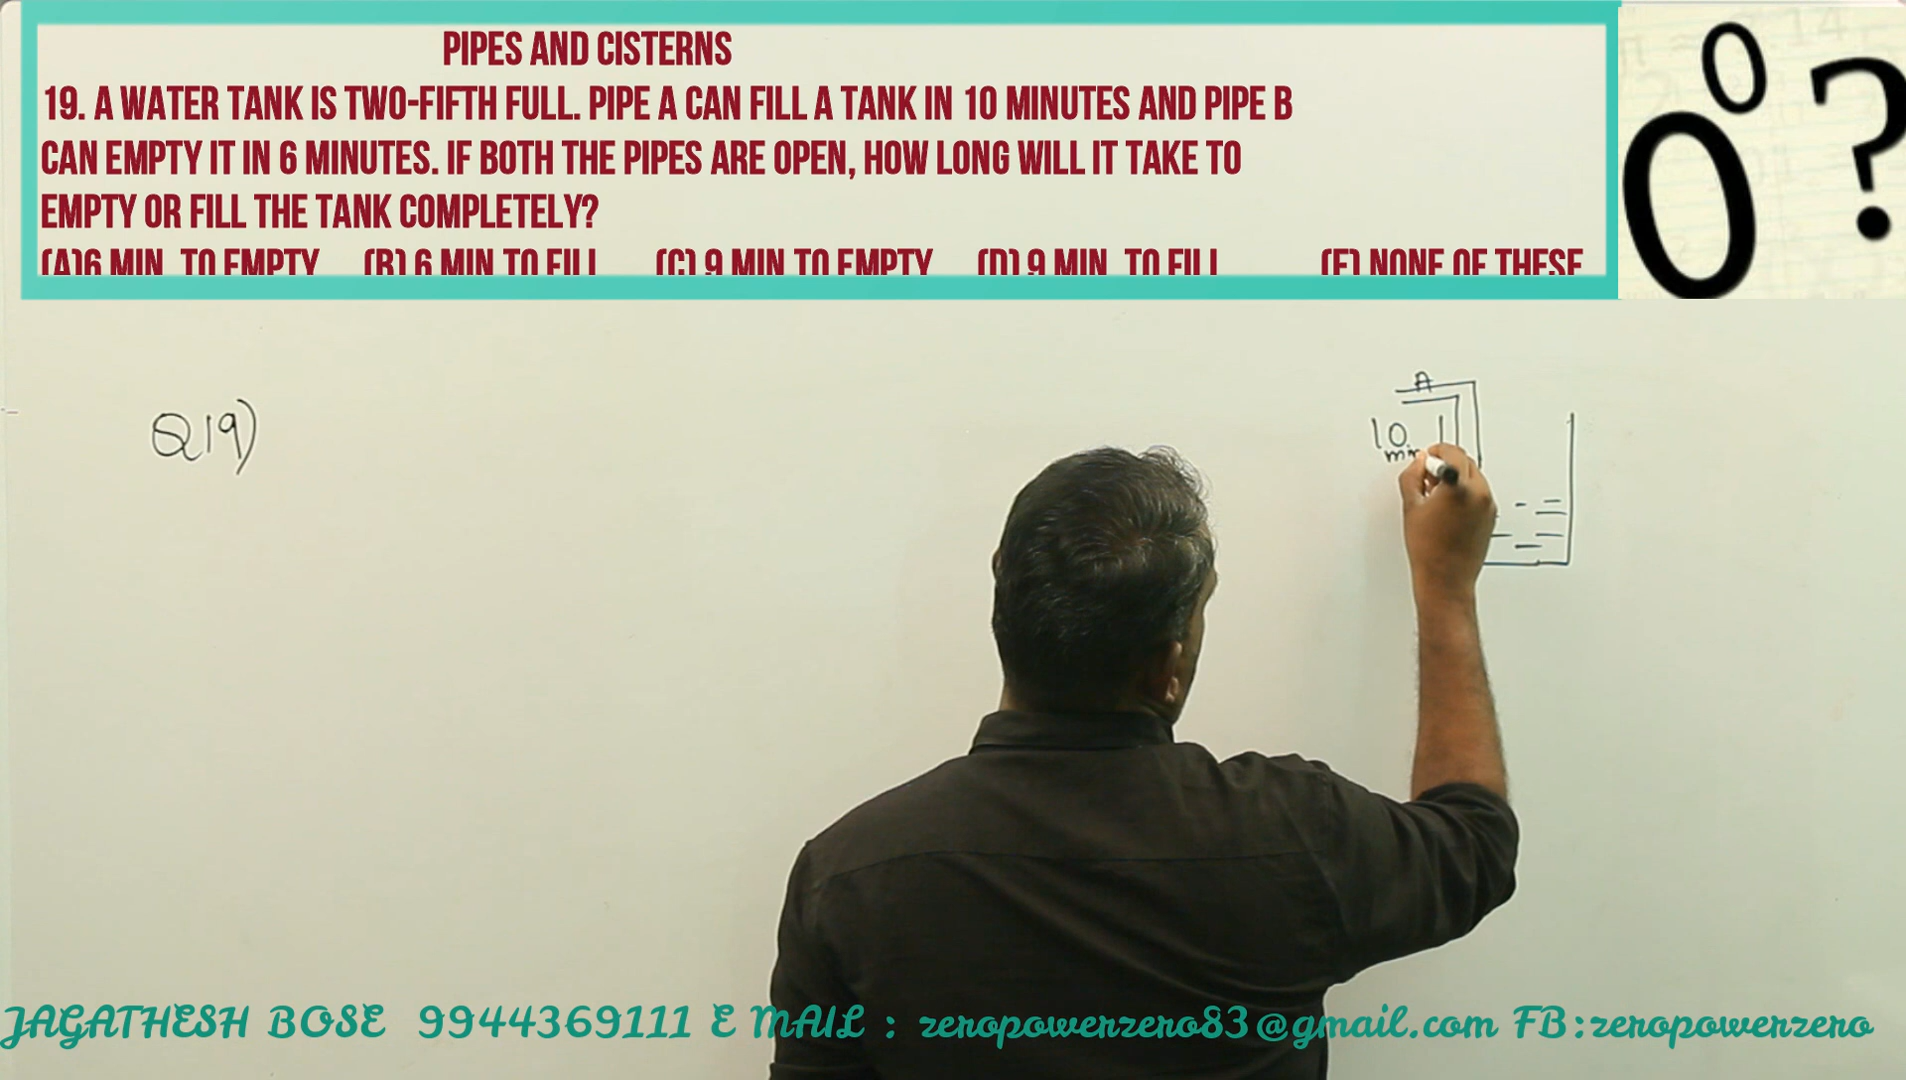 PIPES AND CISTERNS
19. A WATER TANK IS TWO-FIFTH FULL. PIPE A CAN FILL A TANK IN 10 MINUTES AND PIPE B
CAN EMPTY IT IN 6 MINUTES. IF BOTH THE PIPES ARE OPEN, HOW LONG WILL IT TAKE TO
EMPTY OR FILL THE TANK COMPLETELY?
(A)6 MIN. TO EMPTY (B) 6 MIN TO FILL (C) 9 MIN TO EMPTY (D) 9 MIN. TO FILL (E) NONE OF THESE
0 0 ?
A
Q19)
10
min
JAGATHESH BOSE 9944369111 E MAIL : zeropowerzero83@gmail.com FB:zeropowerzero